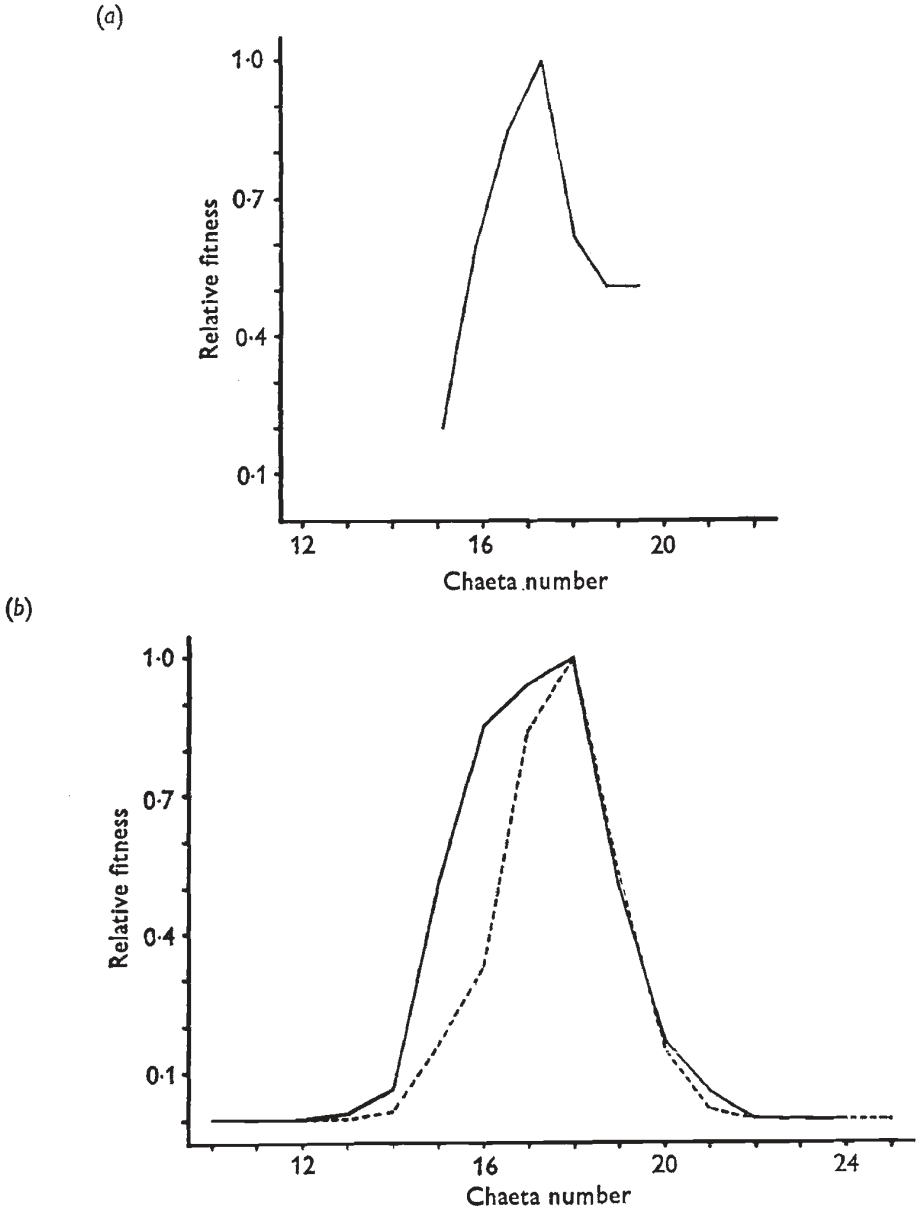 (a)
1·0
0·7
0·4
0·1
Relative fitness
12 16 20
Chaeta number
(b)
1·0
0·7
0·4
0·1
Relative fitness
12 16 20 24
Chaeta number